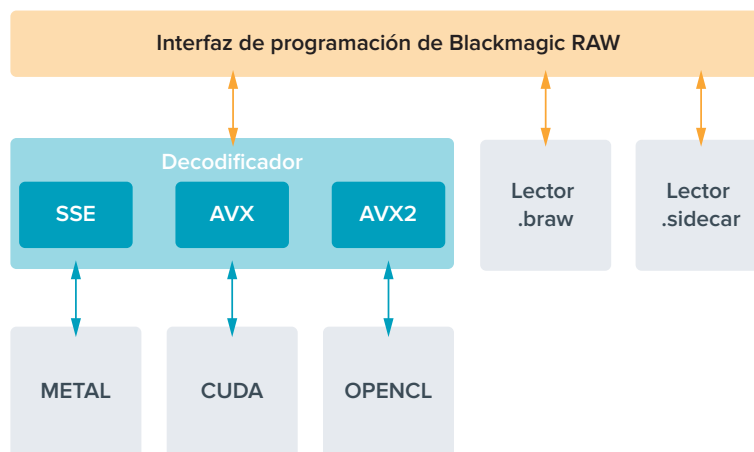 Interfaz de programación de Blackmagic RAW
Decodificador
SSE
AVX
AVX2
Lector
.braw
Lector
.sidecar
METAL
CUDA
OPENCL